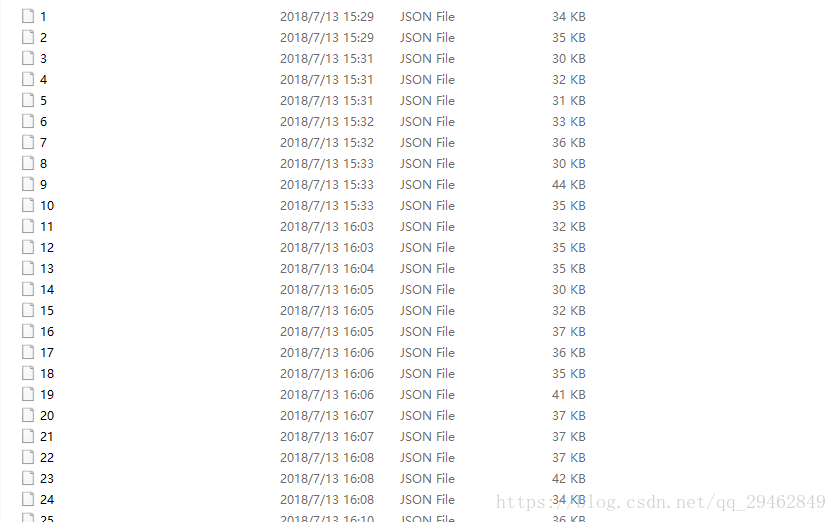 1 2018/7/13 15:29 JSON File 34 KB
2 2018/7/13 15:29 JSON File 35 KB
3 2018/7/13 15:31 JSON File 30 KB
4 2018/7/13 15:31 JSON File 32 KB
5 2018/7/13 15:31 JSON File 31 KB
6 2018/7/13 15:32 JSON File 33 KB
7 2018/7/13 15:32 JSON File 36 KB
8 2018/7/13 15:33 JSON File 30 KB
9 2018/7/13 15:33 JSON File 44 KB
10 2018/7/13 15:33 JSON File 35 KB
11 2018/7/13 16:03 JSON File 32 KB
12 2018/7/13 16:03 JSON File 35 KB
13 2018/7/13 16:04 JSON File 35 KB
14 2018/7/13 16:05 JSON File 30 KB
15 2018/7/13 16:05 JSON File 32 KB
16 2018/7/13 16:05 JSON File 37 KB
17 2018/7/13 16:06 JSON File 36 KB
18 2018/7/13 16:06 JSON File 35 KB
19 2018/7/13 16:06 JSON File 41 KB
20 2018/7/13 16:07 JSON File 37 KB
21 2018/7/13 16:07 JSON File 37 KB
22 2018/7/13 16:08 JSON File 37 KB
23 2018/7/13 16:08 JSON File 42 KB
24 2018/7/13 16:08 JSON File 34 KB
https://blog.csdn.net/qq_29462849
25 2018/7/13 16:10 JSON File 36 KB